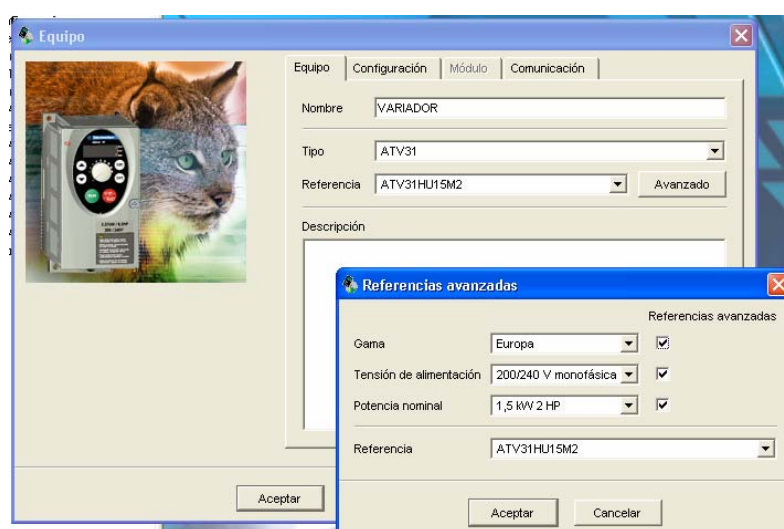 Equipo
Equipo
Configuración
Módulo
Comunicación
Nombre
VARIADOR
Tipo
ATV31
Referencia
ATV31HU15M2
Avanzado
Descripción
Aceptar
Referencias avanzadas
Referencias avanzadas
Gama
Europa
Tensión de alimentación
200/240 V monofásica
Potencia nominal
1,5 kW 2 HP
Referencia
ATV31HU15M2
Aceptar
Cancelar